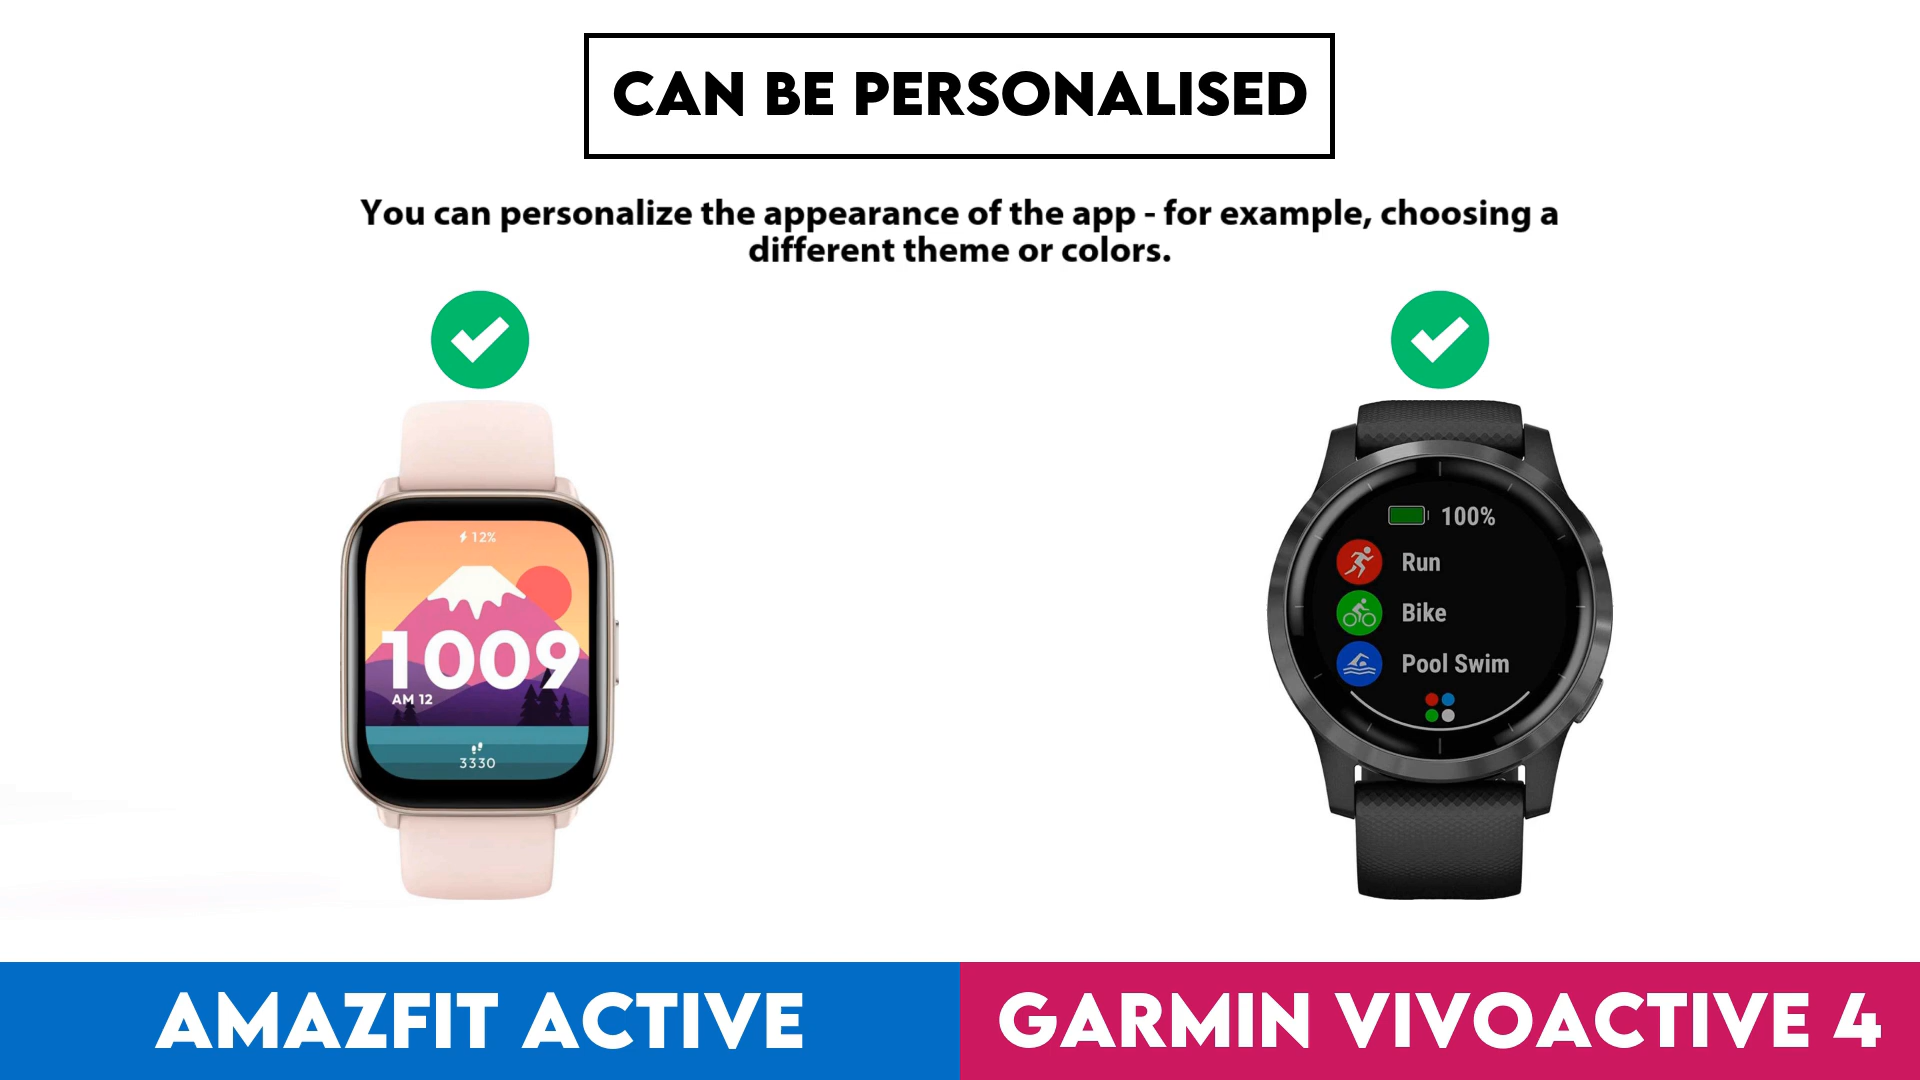 CAN BE PERSONALISED
You can personalize the appearance of the app - for example, choosing a
different theme or colors.
12%
1009
AM 12
3330
100%
Run
Bike
Pool Swim
AMAZFIT ACTIVE
GARMIN VIVOACTIVE 4